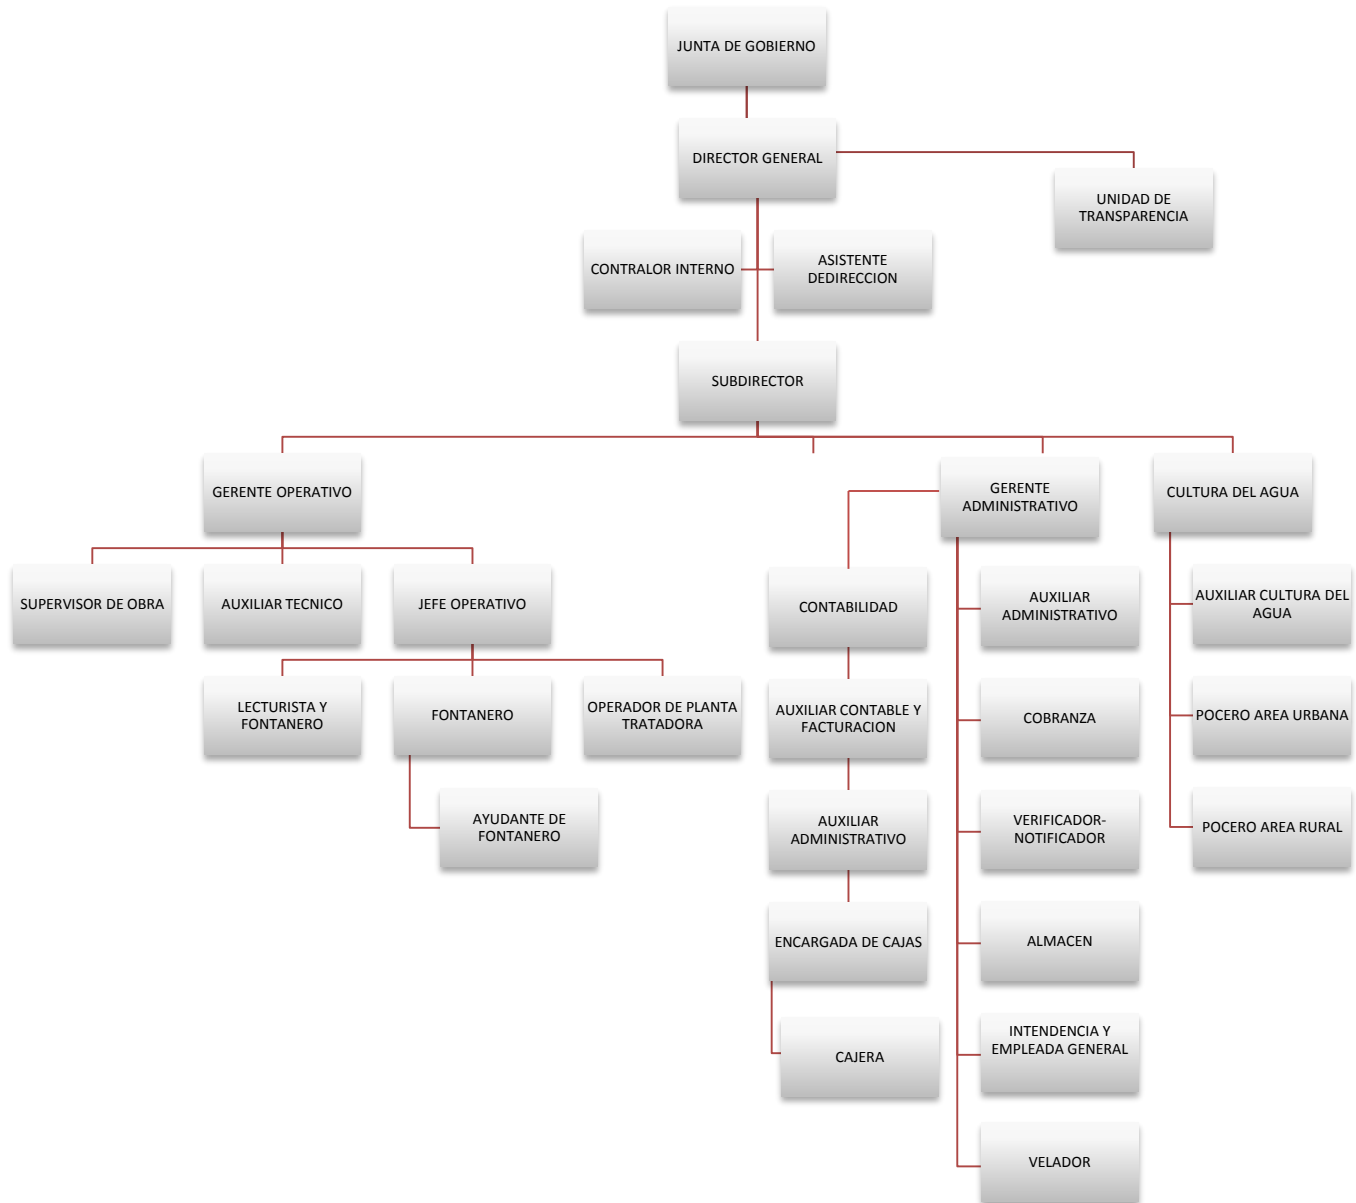 JUNTA DE GOBIERNO
DIRECTOR GENERAL
UNIDAD DE
TRANSPARENCIA
CONTRALOR INTERNO
ASISTENTE
DEDIRECCION
SUBDIRECTOR
GERENTE OPERATIVO
GERENTE
ADMINISTRATIVO
CULTURA DEL AGUA
SUPERVISOR DE OBRA
AUXILIAR TECNICO
JEFE OPERATIVO
CONTABILIDAD
AUXILIAR
ADMINISTRATIVO
AUXILIAR CULTURA DEL
AGUA
LECTURISTA Y
FONTANERO
FONTANERO
OPERADOR DE PLANTA
TRATADORA
AUXILIAR CONTABLE Y
FACTURACION
COBRANZA
POCERO AREA URBANA
AYUDANTE DE
FONTANERO
AUXILIAR
ADMINISTRATIVO
VERIFICADOR-
NOTIFICADOR
POCERO AREA RURAL
ENCARGADA DE CAJAS
ALMACEN
CAJERA
INTENDENCIA Y
EMPLEADA GENERAL
VELADOR